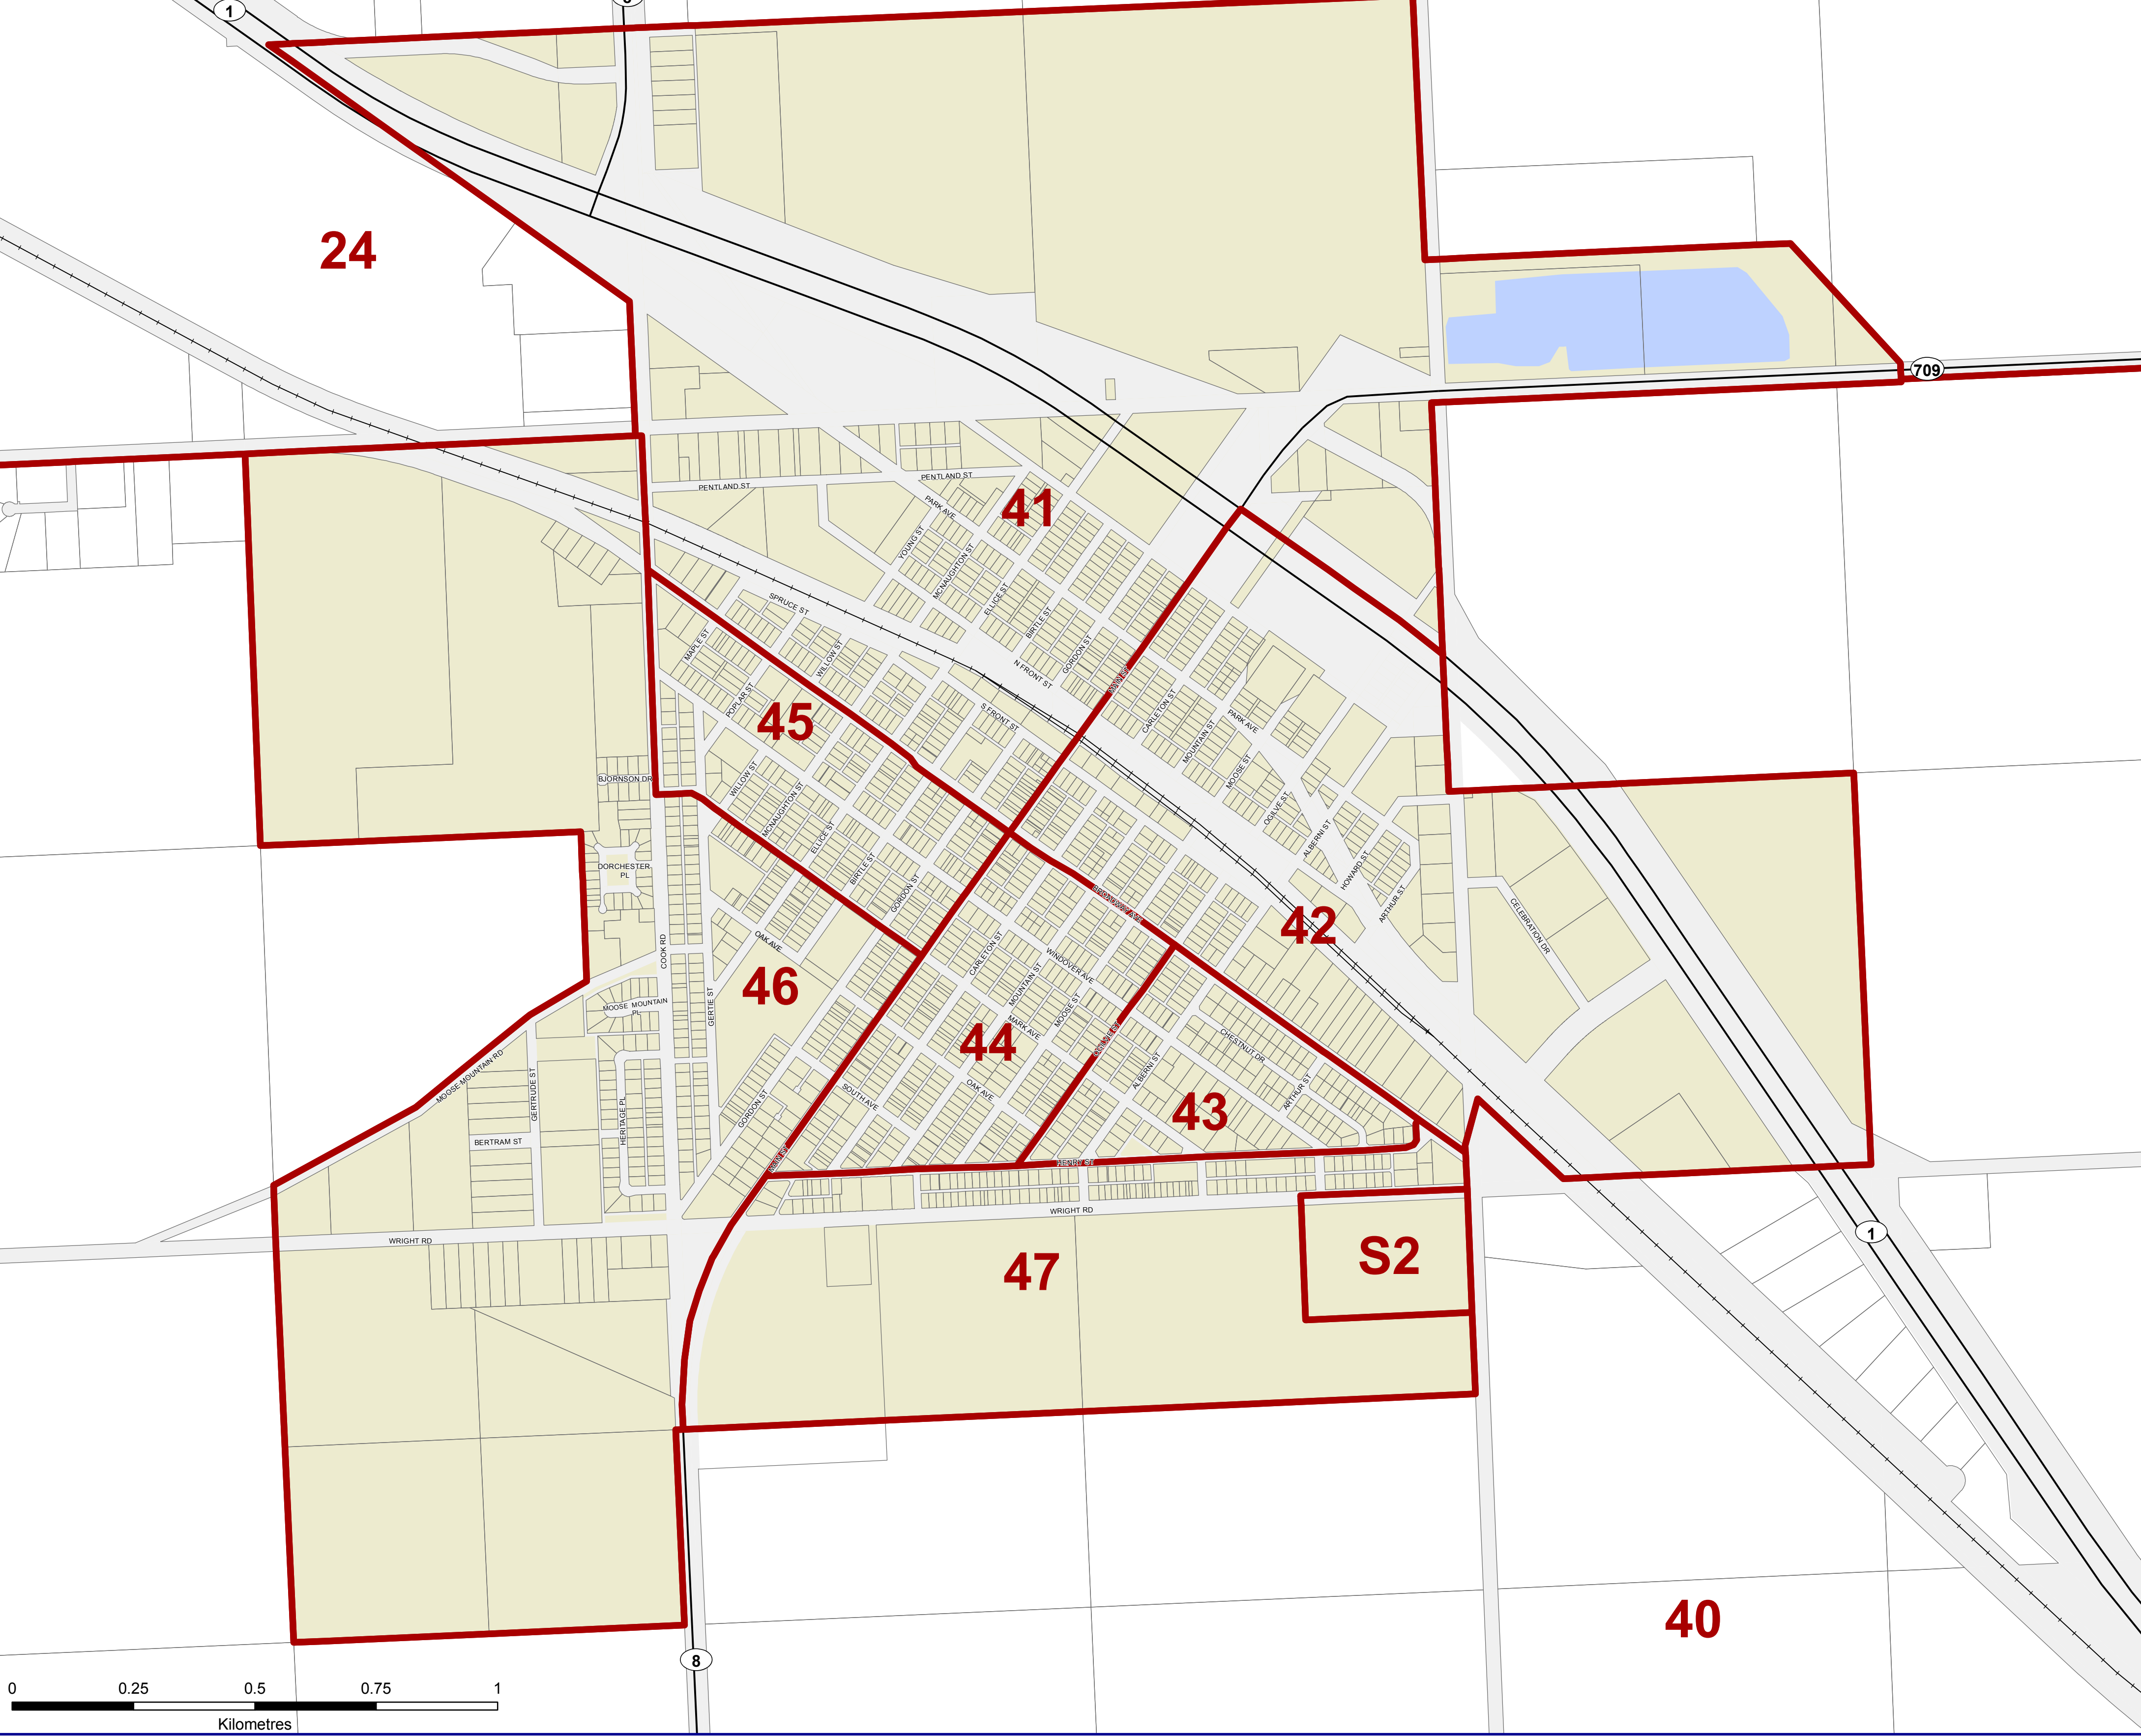 1
24
709
PENTLAND ST
PENTLAND ST
41
PARK AVE
YOUNG ST
MCNAUGHTON ST
ELLICE ST
BIRTLE ST
GORDON ST
SPRUCE ST
MAPLE ST
WILLOW ST
N FRONT ST
MAIN ST
POPLAR ST
45
S FRONT ST
CARLETON ST
PARK AVE
MOUNTAIN ST
MOOSE ST
BJORNSON DR
WILLOW ST
MCNAUGHTON ST
ELLICE ST
OGILVIE ST
ALBERNI ST
BIRTLE ST
DORCHESTER
PL
HOWARD ST
GORDON ST
ARTHUR ST
42
CELEBRATION DR
COOK RD
OAK AVE
CARLETON ST
WINDOVER AVE
46
MOUNTAIN ST
MOOSE MOUNTAIN
PL
GERTIE ST
MOOSE ST
MARK AVE
44
CHESTNUT DR
MOOSE MOUNTAIN RD
GERTRUDE ST
ALBERNI ST
HERITAGE PL
GORDON ST
SOUTH AVE
OAK AVE
ARTHUR ST
43
BERTRAM ST
MAIN ST
HENRY ST
WRIGHT RD
WRIGHT RD
47
S2
1
40
8
0 0.25 0.5 0.75 1
Kilometres